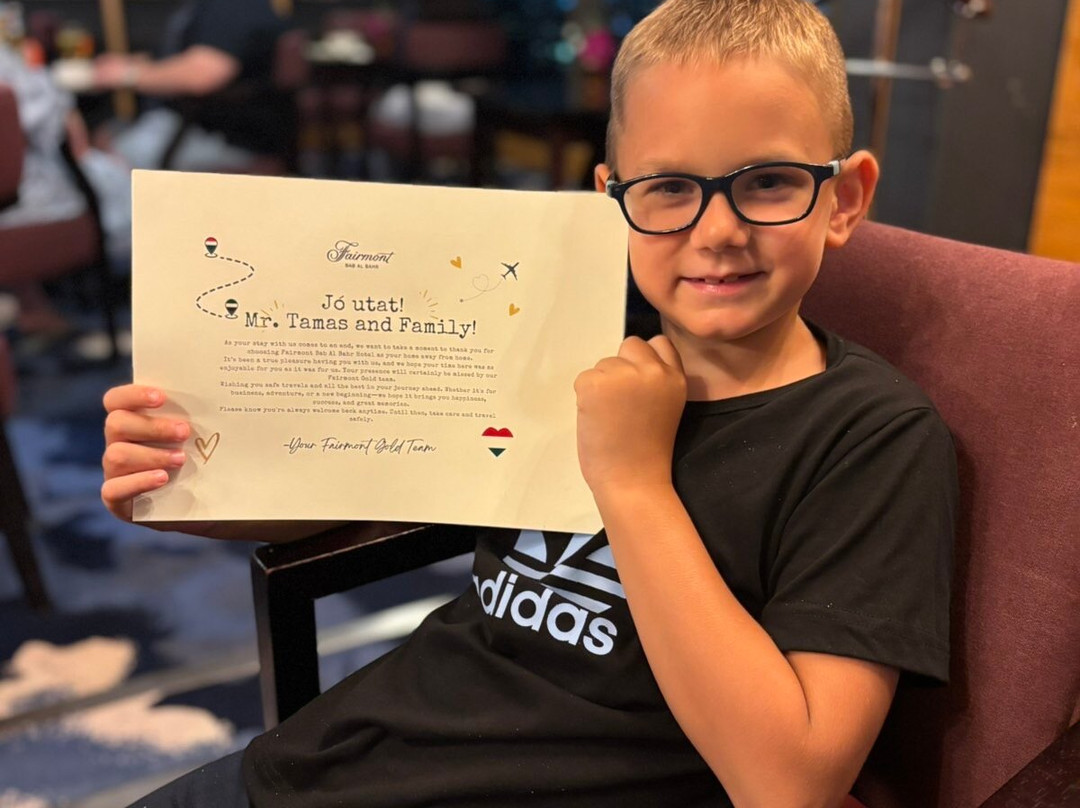 Fairmont
BAB AL BAHR
Jó utat!
Mr. Tamas and Family!
As your stay with us comes to an end, we want to take a moment to thank you for
choosing Fairmont Bab Al Bahr Hotel as your home away from home.
It's been a true pleasure having you with us, and we hope your time here was as
enjoyable for you as it was for us. Your presence will certainly be missed by our
Fairmont Gold team.
Wishing you safe travels and all the best in your journey ahead. Whether it's for
business, adventure, or a new beginning—we hope it brings you happiness,
success, and great memories.
Please know you're always welcome back anytime. Until then, take care and travel
safely.
-Your Fairmont Gold Team
adidas